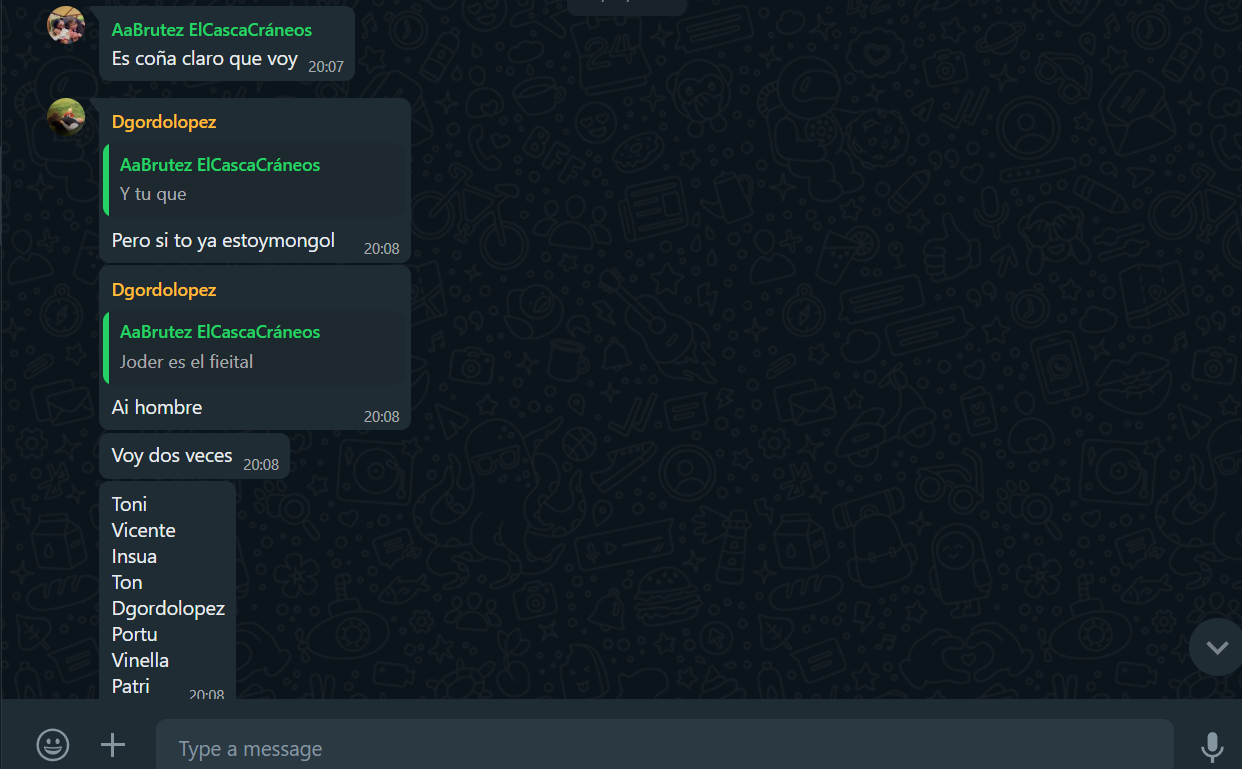 AaBrutez ElCascaCráneos
Es coña claro que voy 20:07
Dgordolopez
AaBrutez ElCascaCráneos
Y tu que
Pero si to ya estoymongol 20:08
Dgordolopez
AaBrutez ElCascaCráneos
Joder es el fieital
Ai hombre 20:08
Voy dos veces 20:08
Toni
Vicente
Insua
Ton
Dgordolopez
Portu
Vinella
Patri 20:08
Type a message